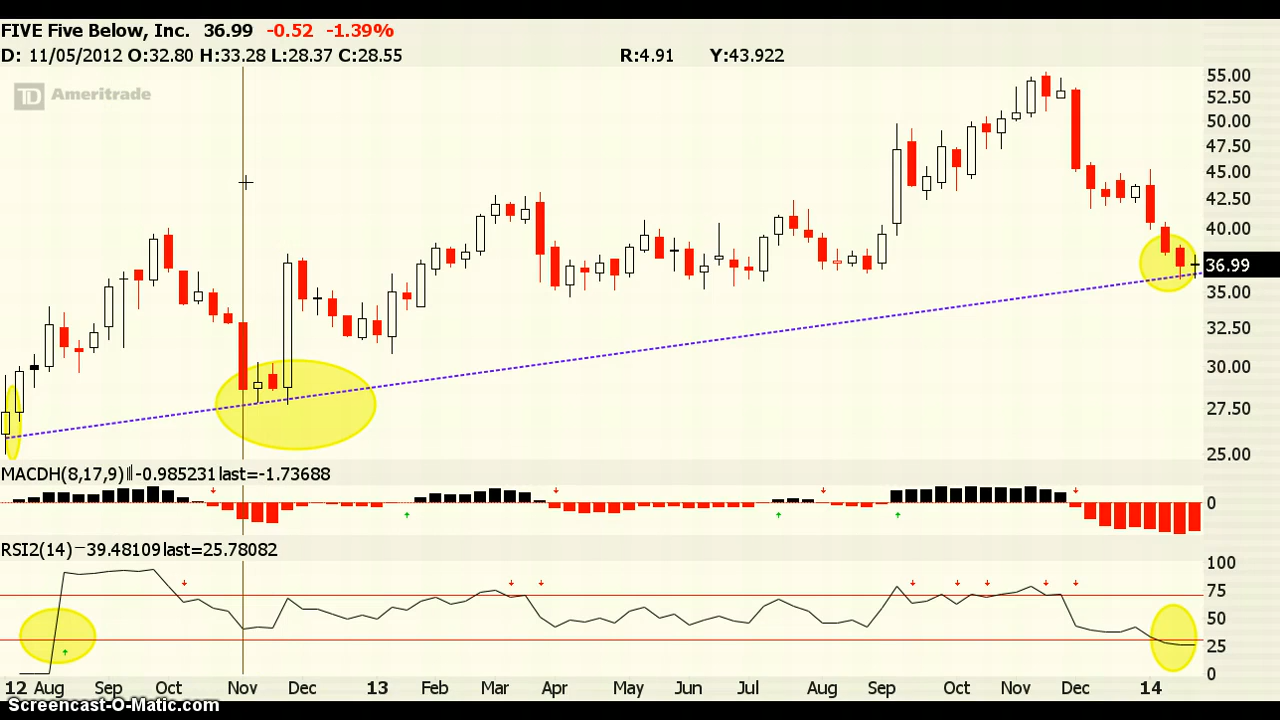 FIVE Five Below, Inc. 36.99 -0.52 -1.39%
D: 11/05/2012 O:32.80 H:33.28 L:28.37 C:28.55 R:4.91 Y:43.922
TD Ameritrade
55.00
52.50
50.00
47.50
45.00
42.50
40.00
36.99
35.00
32.50
30.00
27.50
25.00
MACDH(8,17,9) -0.985231 last=-1.73688
0
RSI2(14) 39.48109 last=25.78082
100
75
50
25
0
12 Aug Sep Oct Nov Dec 13 Feb Mar Apr May Jun Jul Aug Sep Oct Nov Dec 14
Screencast-O-Matic.com